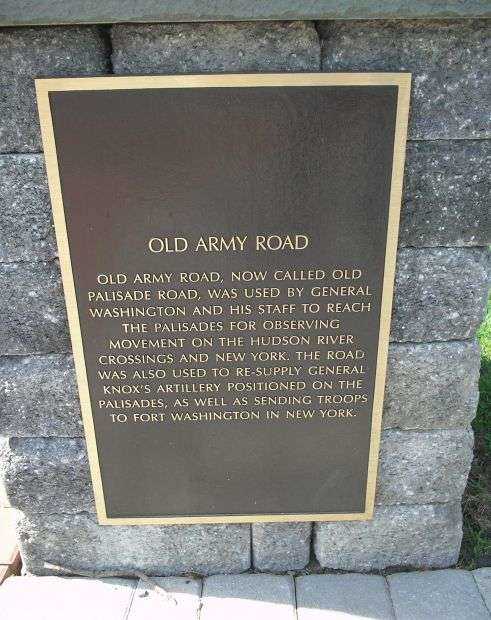 OLD ARMY ROAD
OLD ARMY ROAD, NOW CALLED OLD
PALISADE ROAD, WAS USED BY GENERAL
WASHINGTON AND HIS STAFF TO REACH
THE PALISADES FOR OBSERVING
MOVEMENT ON THE HUDSON RIVER
CROSSINGS AND NEW YORK. THE ROAD
WAS ALSO USED TO RE-SUPPLY GENERAL
KNOX'S ARTILLERY POSITIONED ON THE
PALISADES, AS WELL AS SENDING TROOPS
TO FORT WASHINGTON IN NEW YORK.